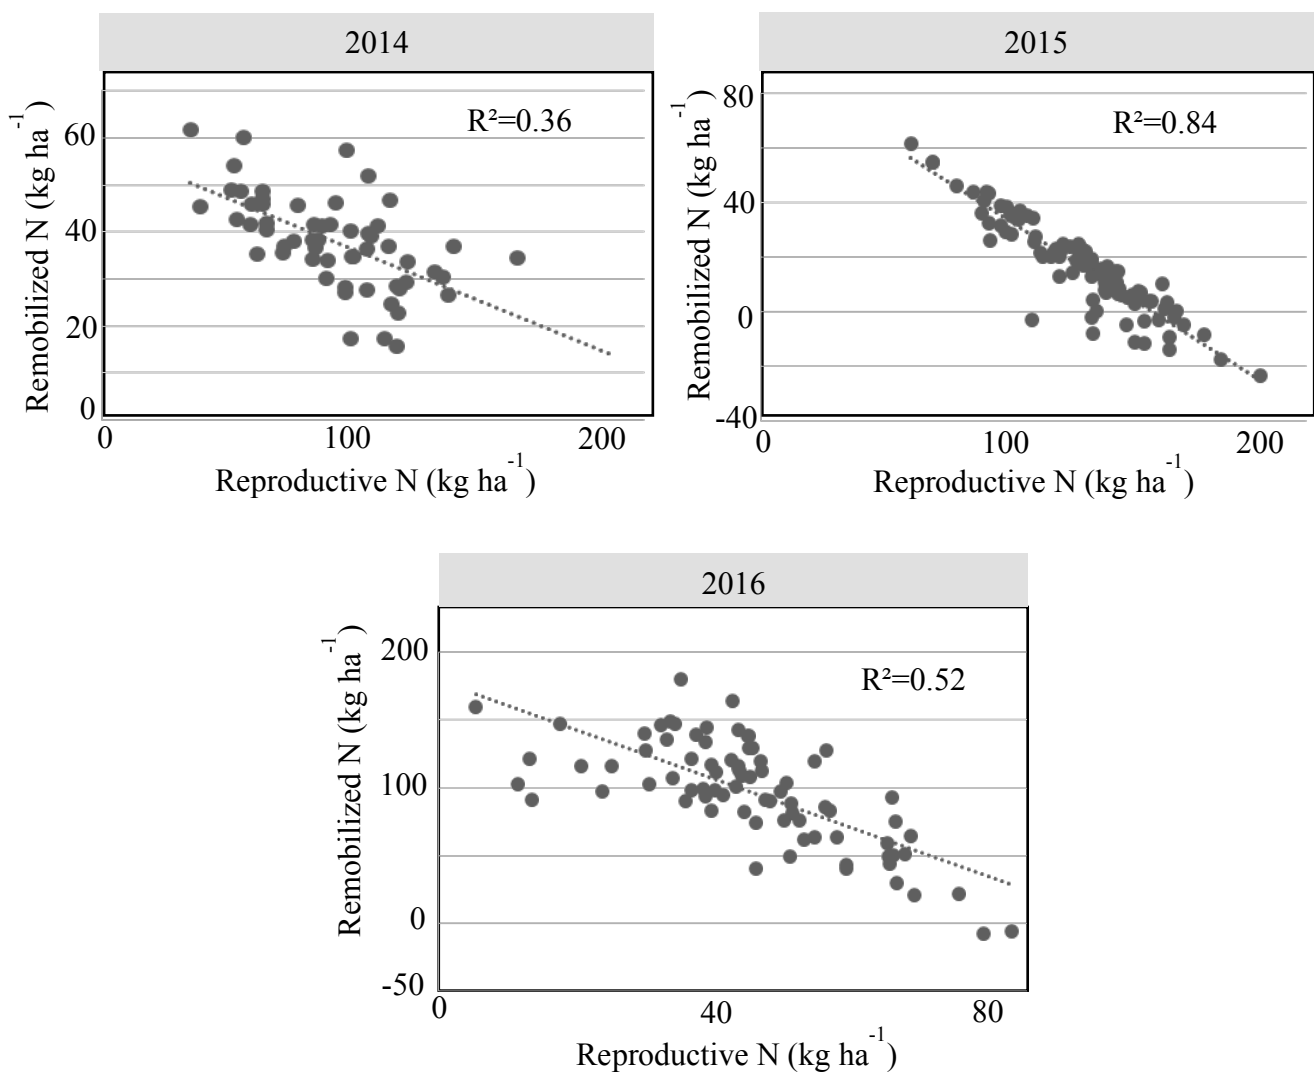 2014
R²=0.36
Remobilized N (kg ha⁻¹)
60
40
20
0
0 100 200
Reproductive N (kg ha⁻¹)
2015
R²=0.84
Remobilized N (kg ha⁻¹)
80
40
0
-40
0 100 200
Reproductive N (kg ha⁻¹)
2016
R²=0.52
Remobilized N (kg ha⁻¹)
200
100
0
-50
0 40 80
Reproductive N (kg ha⁻¹)